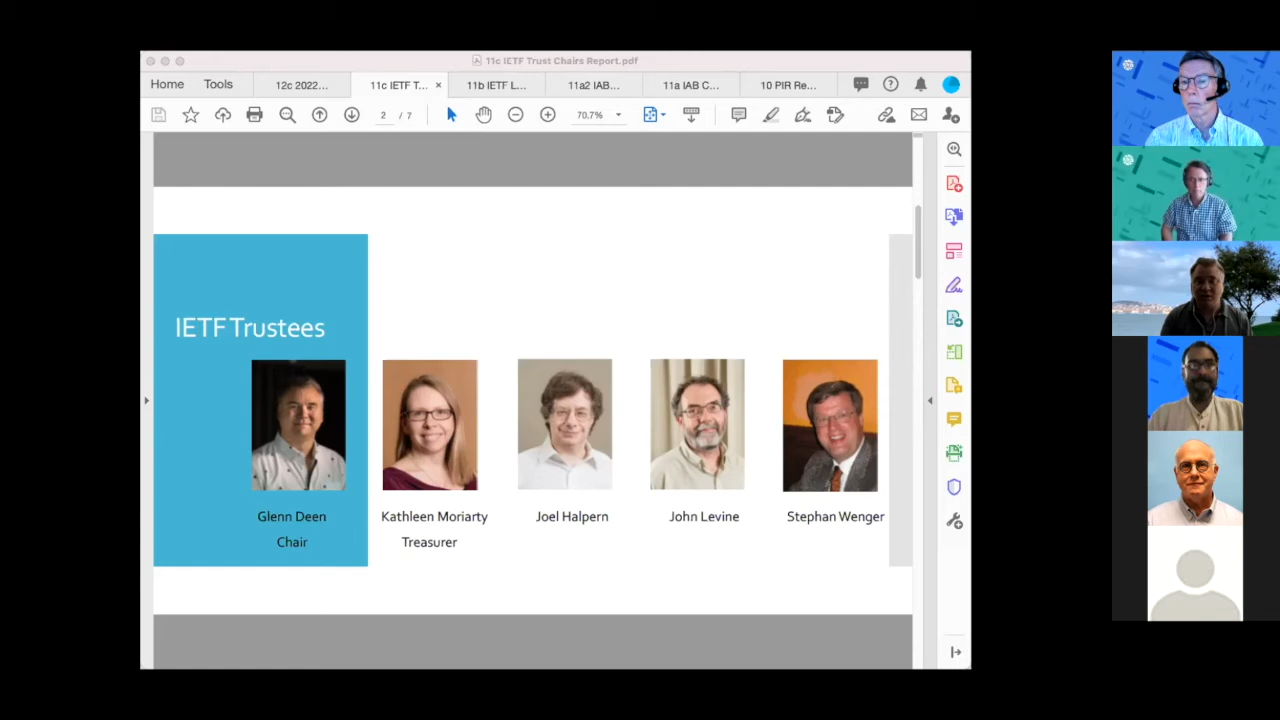 11c IETF Trust Chairs Report.pdf
Home Tools 12c 2022... 11c IETF T... × 11b IETF L... 11a2 IAB... 11a IAB C... 10 PIR Re...
2 / 7 70.7%
IETF Trustees
Glenn Deen Kathleen Moriarty Joel Halpern John Levine Stephan Wenger
Chair Treasurer